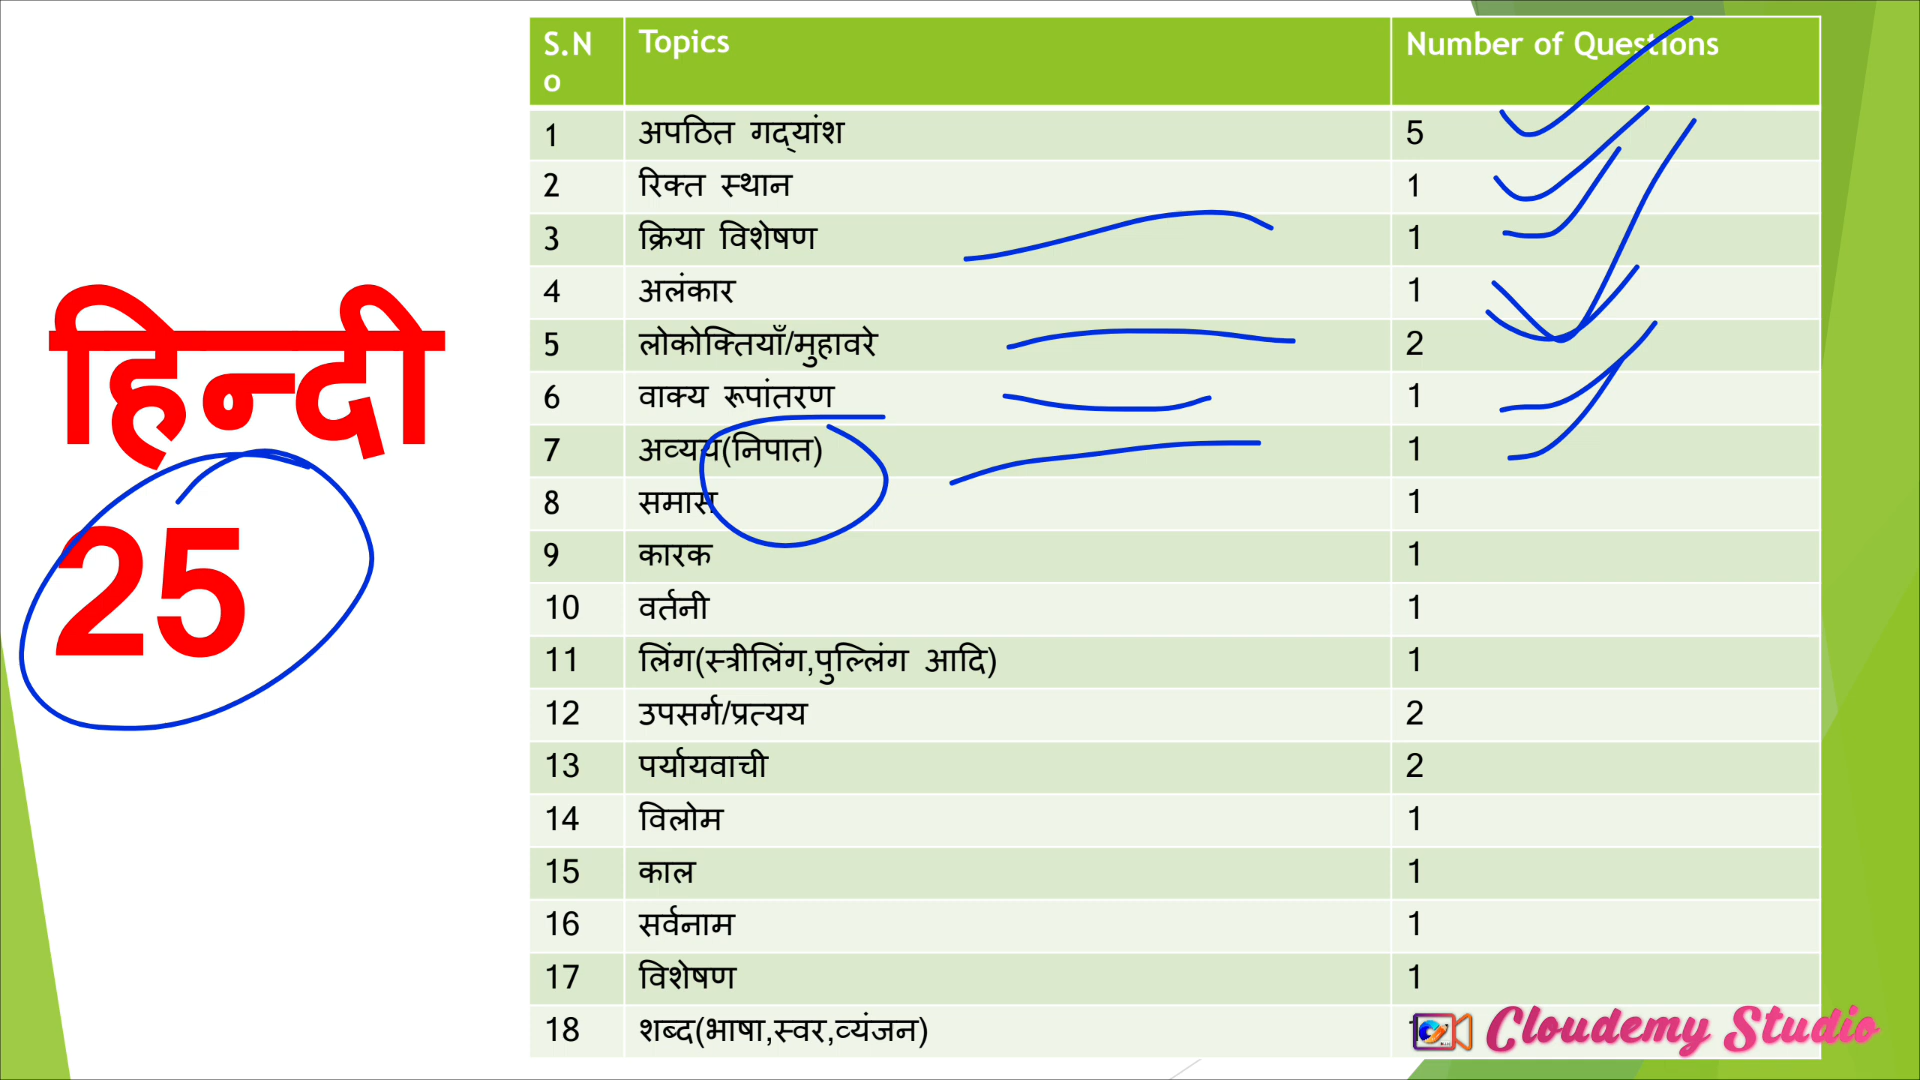 हिन्दी
25
S.No Topics Number of Questions
1 अपठित गद्यांश 5
2 रिक्त स्थान 1
3 क्रिया विशेषण 1
4 अलंकार 1
5 लोकोक्तियाँ/मुहावरे 2
6 वाक्य रूपांतरण 1
7 अव्यय(निपात) 1
8 समास 1
9 कारक 1
10 वर्तनी 1
11 लिंग(स्त्रीलिंग,पुल्लिंग आदि) 1
12 उपसर्ग/प्रत्यय 2
13 पर्यायवाची 2
14 विलोम 1
15 काल 1
16 सर्वनाम 1
17 विशेषण 1
18 शब्द(भाषा,स्वर,व्यंजन)
Cloudemy Studio